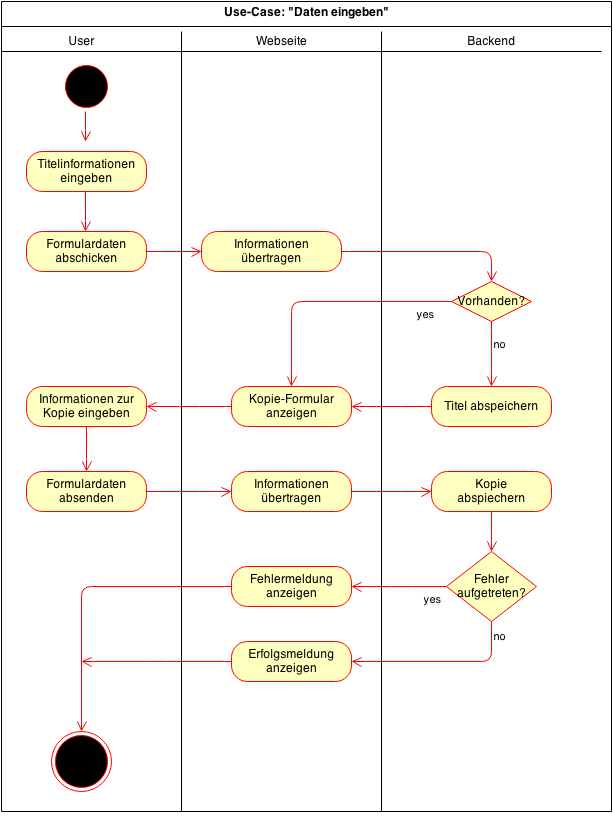 Use-Case: "Daten eingeben"
User
Webseite
Backend
Titelinformationen
eingeben
Formulardaten
abschicken
Informationen
übertragen
Vorhanden?
yes
no
Informationen zur
Kopie eingeben
Kopie-Formular
anzeigen
Titel abspeichern
Formulardaten
absenden
Informationen
übertragen
Kopie
abspiechern
Fehlermeldung
anzeigen
Fehler
aufgetreten?
yes
no
Erfolgsmeldung
anzeigen